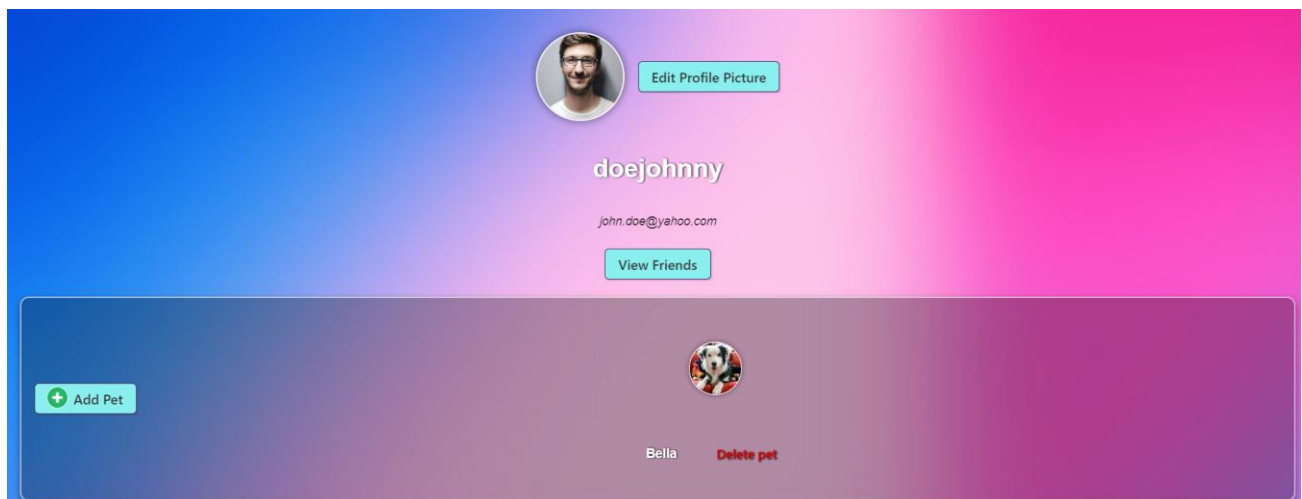 Edit Profile Picture
doejohnny
john.doe@yahoo.com
View Friends
Add Pet
Bella Delete pet